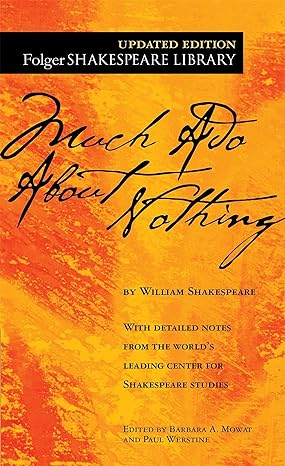 UPDATED EDITION
Folger SHAKESPEARE LIBRARY
Much Ado
About Nothing
BY WILLIAM SHAKESPEARE
WITH DETAILED NOTES
FROM THE WORLD'S
LEADING CENTER FOR
SHAKESPEARE STUDIES
EDITED BY BARBARA A. MOWAT
AND PAUL WERSTINE